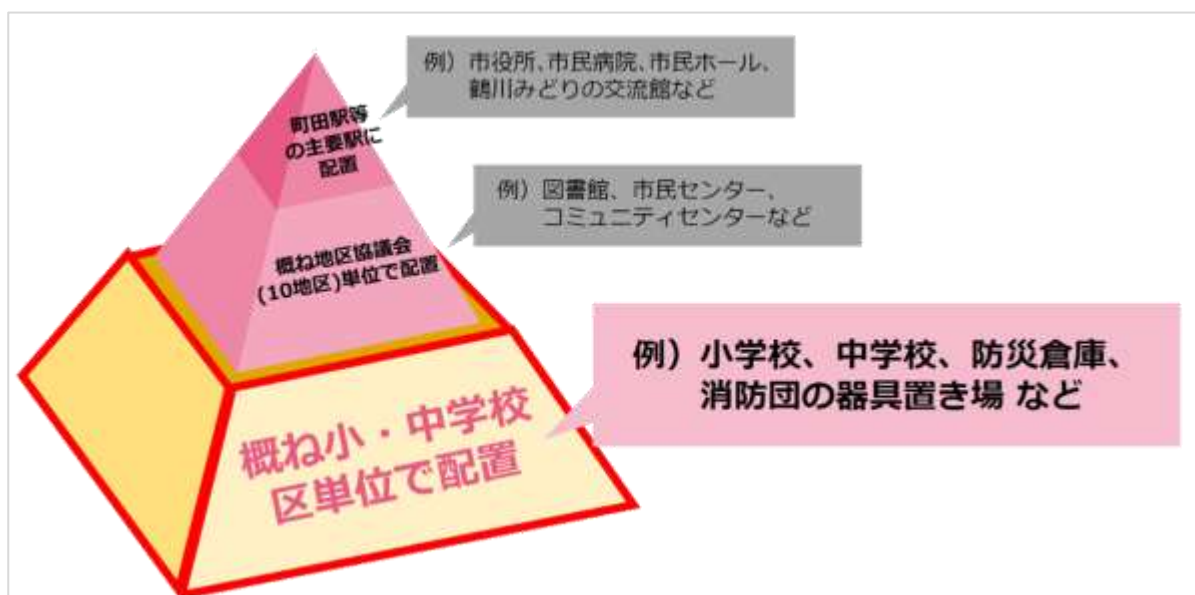 例）市役所、市民病院、市民ホール、
鶴川みどりの交流館など
町田駅等
の主要駅に
配置
例）図書館、市民センター、
コミュニティセンターなど
概ね地区協議会
(10地区)単位で配置
例）小学校、中学校、防災倉庫、
消防団の器具置き場 など
概ね小・中学校
区単位で配置